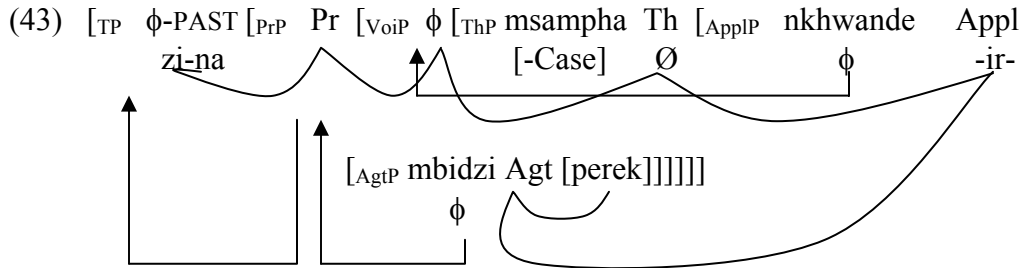 (43) [TP ϕ-PAST [PrP Pr [VoiP ϕ [ThP msampha Th [ApplP nkhwande Appl
zi-na [-Case] Ø ϕ -ir-
[AgtP mbidzi Agt [perek]]]]]]
ϕ